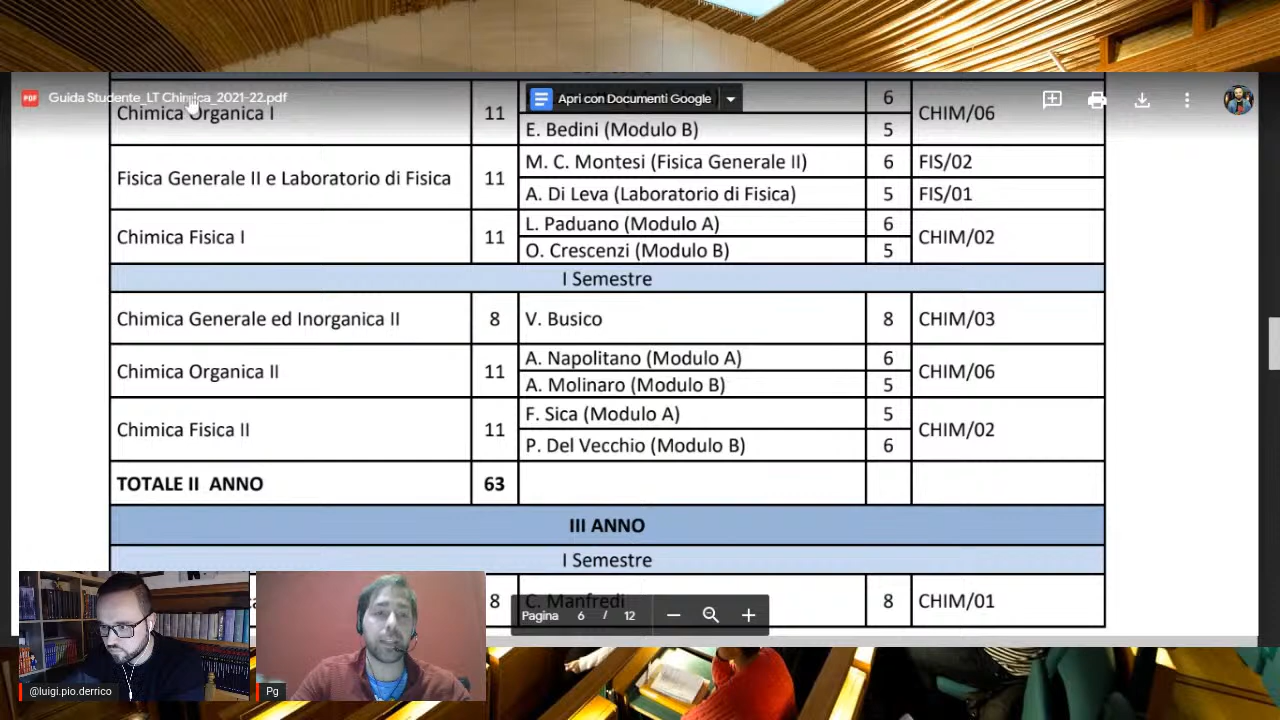 Guida Studente_LT Chimica_2021-22.pdf
Apri con Documenti Google
Chimica Organica I
11
6
E. Bedini (Modulo B)
5
CHIM/06
Fisica Generale II e Laboratorio di Fisica
11
M. C. Montesi (Fisica Generale II)
6
FIS/02
A. Di Leva (Laboratorio di Fisica)
5
FIS/01
Chimica Fisica I
11
L. Paduano (Modulo A)
6
O. Crescenzi (Modulo B)
5
CHIM/02
I Semestre
Chimica Generale ed Inorganica II
8
V. Busico
8
CHIM/03
Chimica Organica II
11
A. Napolitano (Modulo A)
6
A. Molinaro (Modulo B)
5
CHIM/06
Chimica Fisica II
11
F. Sica (Modulo A)
5
P. Del Vecchio (Modulo B)
6
CHIM/02
TOTALE II ANNO
63
III ANNO
I Semestre
8
C. Manfredi
8
CHIM/01
Pagina 6 / 12
@luigi.pio.derrico
Pg
PDF